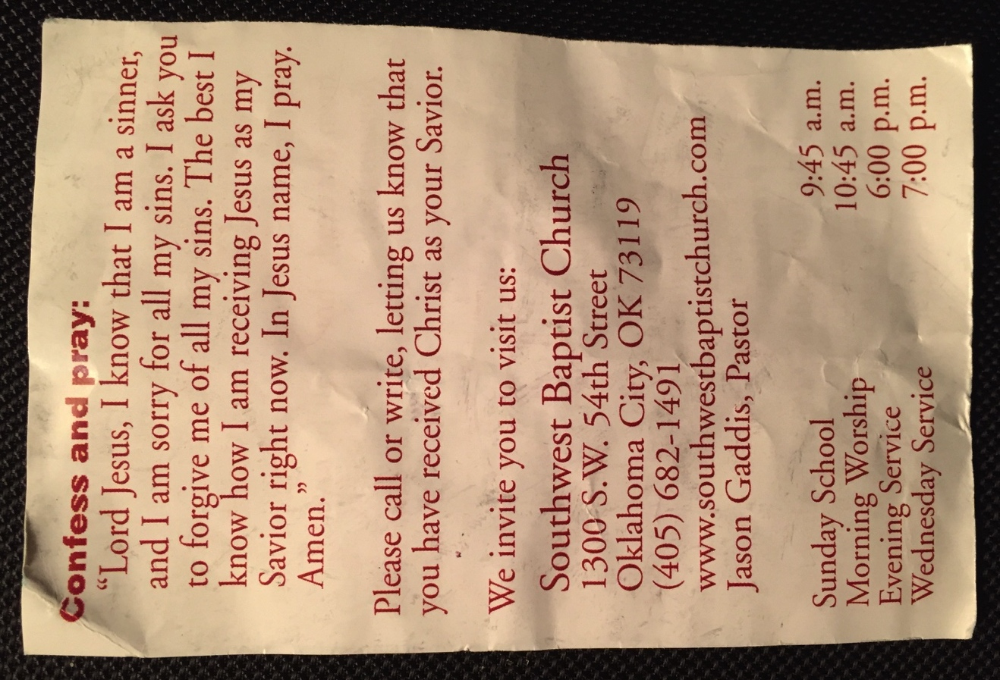 Confess and pray:
“Lord Jesus, I know that I am a sinner,
and I am sorry for all my sins. I ask you
to forgive me of all my sins. The best I
know how I am receiving Jesus as my
Savior right now. In Jesus name, I pray.
Amen.”
Please call or write, letting us know that
you have received Christ as your Savior.
We invite you to visit us:
Southwest Baptist Church
1300 S.W. 54th Street
Oklahoma City, OK 73119
(405) 682-1491
www.southwestbaptistchurch.com
Jason Gaddis, Pastor
Sunday School 9:45 a.m.
Morning Worship 10:45 a.m.
Evening Service 6:00 p.m.
Wednesday Service 7:00 p.m.